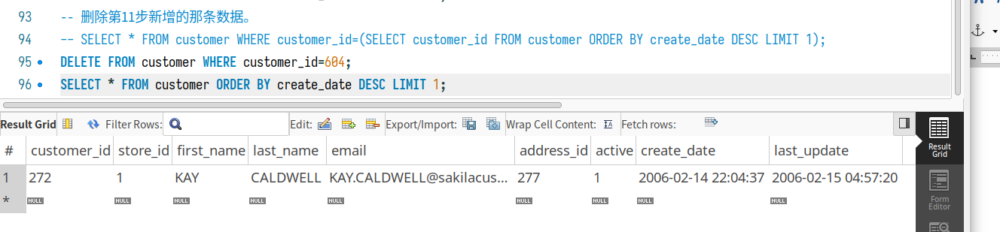 93 -- 删除第11步新增的那条数据。
94 -- SELECT * FROM customer WHERE customer_id=(SELECT customer_id FROM customer ORDER BY create_date DESC LIMIT 1);
95 DELETE FROM customer WHERE customer_id=604;
96 SELECT * FROM customer ORDER BY create_date DESC LIMIT 1;
Result Grid Filter Rows: Edit: Export/Import: Wrap Cell Content: IA Fetch rows:
# customer_id store_id first_name last_name email address_id active create_date last_update
1 272 1 KAY CALDWELL KAY.CALDWELL@sakilacus... 277 1 2006-02-14 22:04:37 2006-02-15 04:57:20
* NULL NULL NULL NULL NULL NULL NULL NULL NULL
Result
Grid
Form
Editor